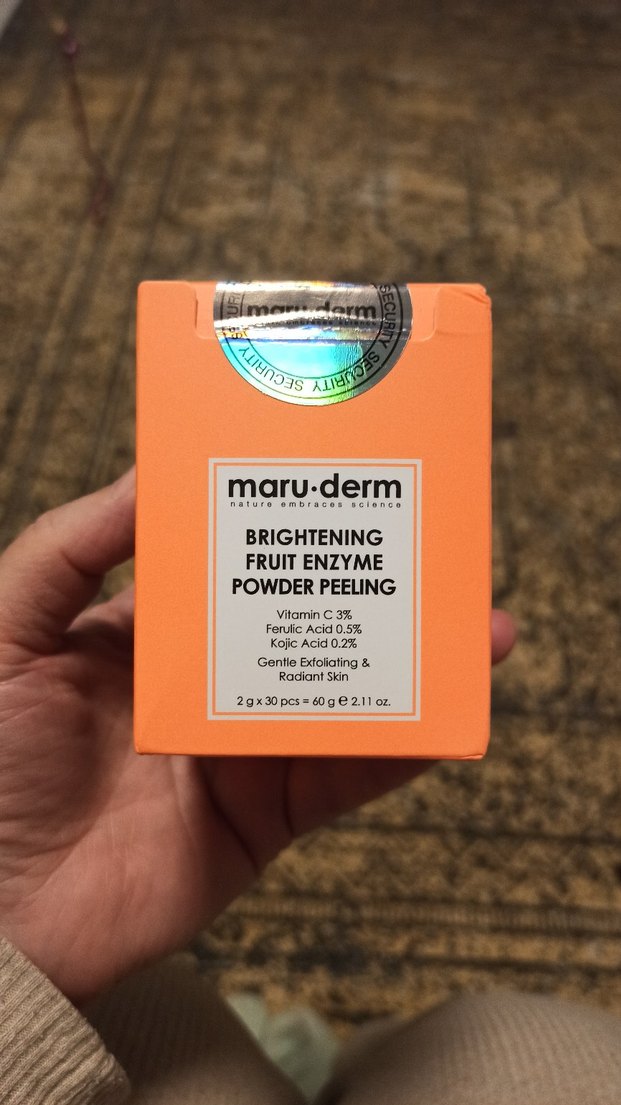 maru·derm
SECURITY SECURITY SECURITY
maru·derm
nature embraces science
BRIGHTENING
FRUIT ENZYME
POWDER PEELING
Vitamin C 3%
Ferulic Acid 0.5%
Kojic Acid 0.2%
Gentle Exfoliating &
Radiant Skin
2 g x 30 pcs = 60 g ℮ 2.11 oz.